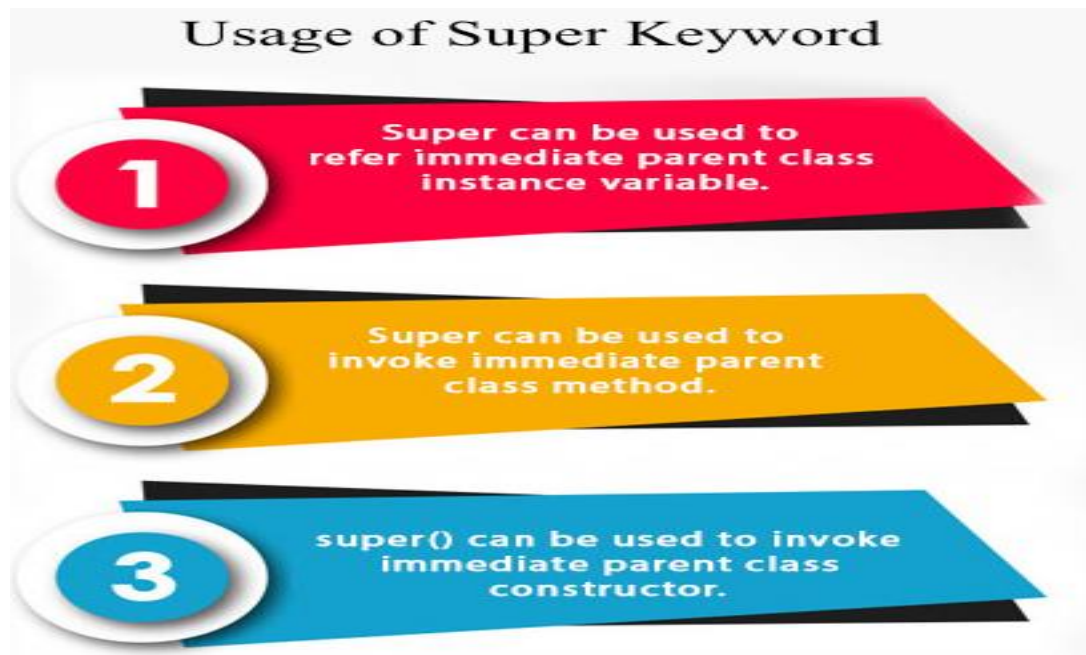 Usage of Super Keyword
1
Super can be used to
refer immediate parent class
instance variable.
2
Super can be used to
invoke immediate parent
class method.
3
super() can be used to invoke
immediate parent class
constructor.